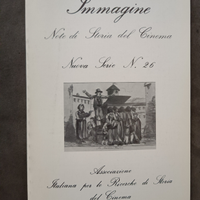 Immagine
Note di Storia del Cinema
Nuova Serie N. 26
Associazione
Italiana per le Ricerche di Storia
del Cinema